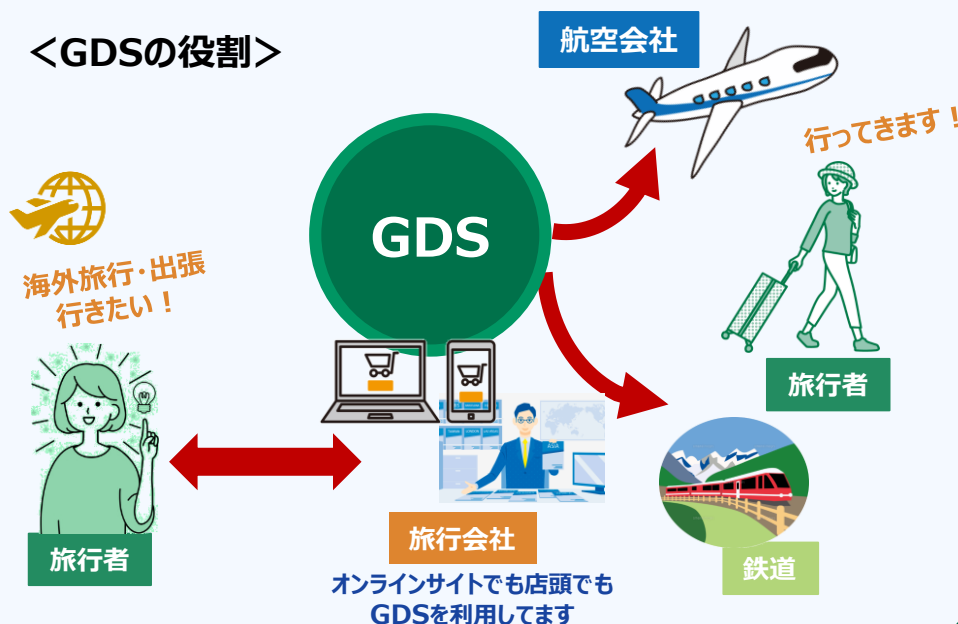 ＜GDSの役割＞
航空会社
行ってきます！
GDS
海外旅行・出張
行きたい！
旅行者
ASIA
旅行者
旅行会社
鉄道
オンラインサイトでも店頭でも
GDSを利用してます